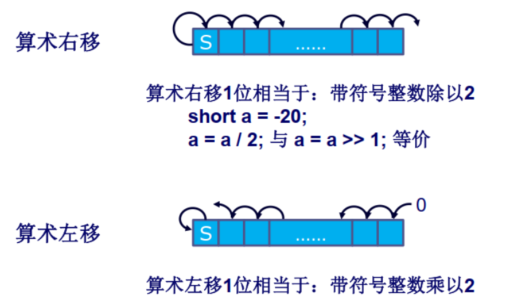 算术右移
S ......
算术右移1位相当于：带符号整数除以2
short a = -20;
a = a / 2; 与 a = a >> 1; 等价
0
算术左移
S ......
算术左移1位相当于：带符号整数乘以2